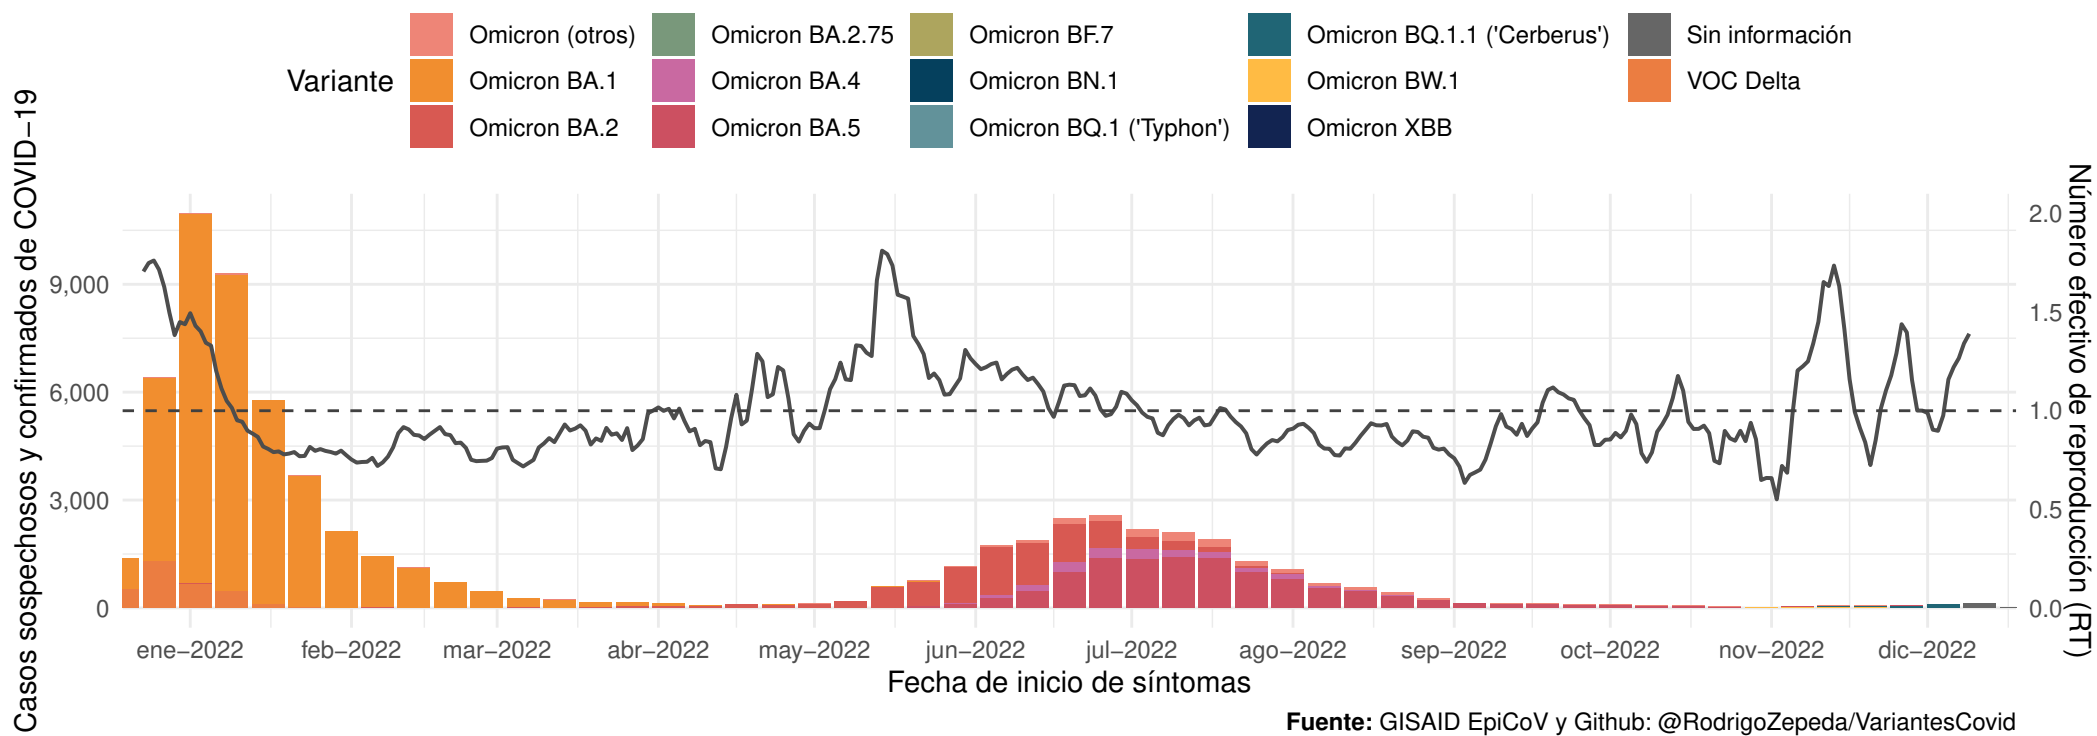 Variante
Omicron (otros)
Omicron BA.1
Omicron BA.2
Omicron BA.2.75
Omicron BA.4
Omicron BA.5
Omicron BF.7
Omicron BN.1
Omicron BQ.1 ('Typhon')
Omicron BQ.1.1 ('Cerberus')
Omicron BW.1
Omicron XBB
Sin información
VOC Delta
Casos sospechosos y confirmados de COVID−19
9,000
6,000
3,000
0
2.0
1.5
1.0
0.5
0.0
Número efectivo de reproducción (RT)
ene−2022 feb−2022 mar−2022 abr−2022 may−2022 jun−2022 jul−2022 ago−2022 sep−2022 oct−2022 nov−2022 dic−2022
Fecha de inicio de síntomas
Fuente: GISAID EpiCoV y Github: @RodrigoZepeda/VariantesCovid